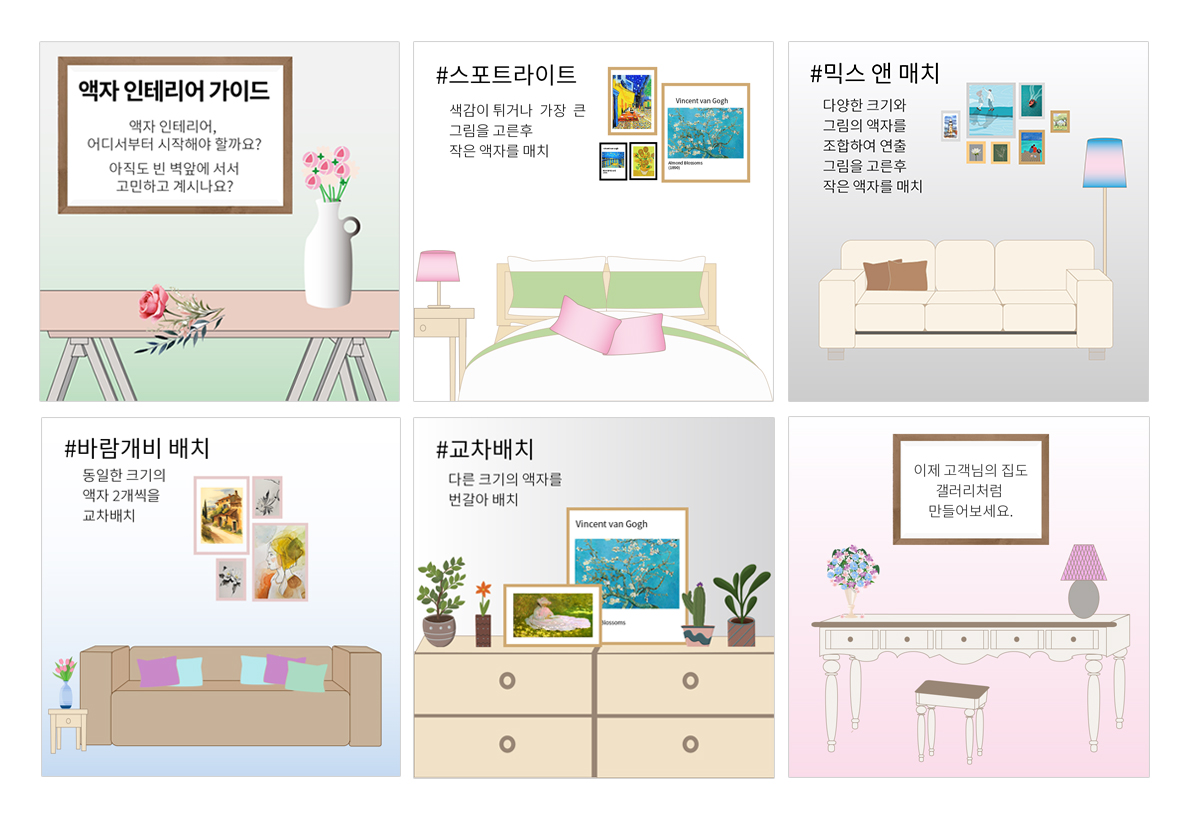 액자 인테리어 가이드
액자 인테리어,
어디서부터 시작해야 할까요?
아직도 빈 벽앞에 서서
고민하고 계시나요?
#스포트라이트
색감이 튀거나 가장 큰
그림을 고른후
작은 액자를 매치
Vincent van Gogh
Almond Blossoms
(1890)
#믹스 앤 매치
다양한 크기와
그림의 액자를
조합하여 연출
그림을 고른후
작은 액자를 매치
#바람개비 배치
동일한 크기의
액자 2개씩을
교차배치
#교차배치
다른 크기의 액자를
번갈아 배치
Vincent van Gogh
lossoms
이제 고객님의 집도
갤러리처럼
만들어보세요.